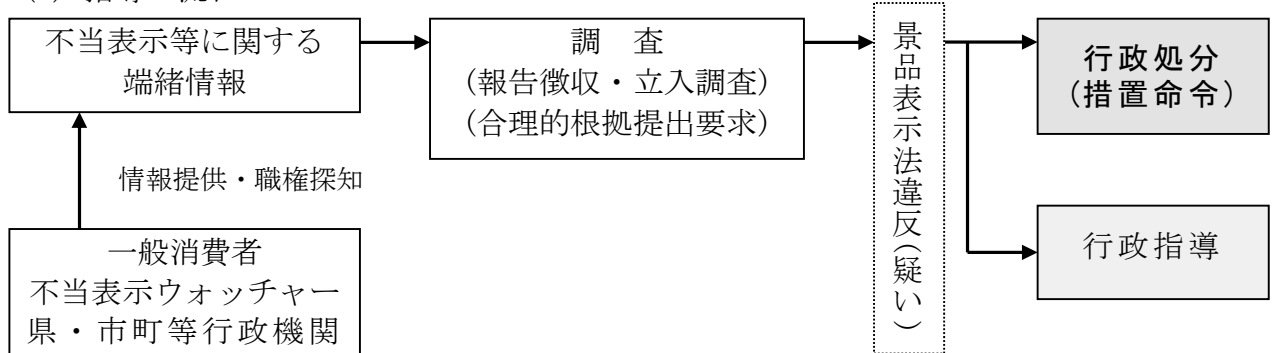 不当表示等に関する
端緒情報
調 査
(報告徴収・立入調査)
(合理的根拠提出要求)
景品表示法違反(疑い)
行政処分
(措置命令)
情報提供・職権探知
行政指導
一般消費者
不当表示ウォッチャー
県・市町等行政機関